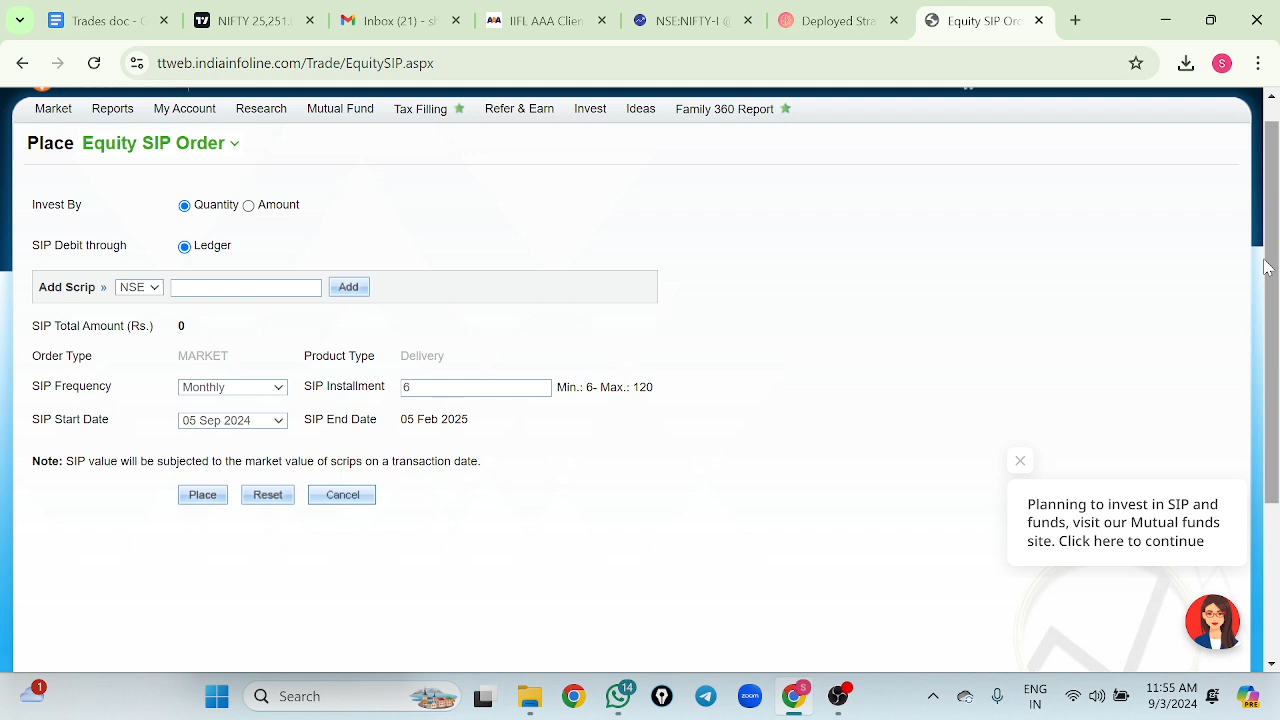 Trades doc - G
NIFTY 25,251.
Inbox (21) - sh
AAA IIFL AAA Clien
NSE:NIFTY-I @
Deployed Stra
Equity SIP Ord
ttweb.indiainfoline.com/Trade/EquitySIP.aspx
S
Market Reports My Account Research Mutual Fund Tax Filling Refer & Earn Invest Ideas Family 360 Report
Place Equity SIP Order
Invest By Quantity Amount
SIP Debit through Ledger
Add Scrip » NSE Add
SIP Total Amount (Rs.) 0
Order Type MARKET Product Type Delivery
SIP Frequency Monthly SIP Installment 6 Min.: 6- Max.: 120
SIP Start Date 05 Sep 2024 SIP End Date 05 Feb 2025
Note: SIP value will be subjected to the market value of scrips on a transaction date.
Place Reset Cancel
Planning to invest in SIP and
funds, visit our Mutual funds
site. Click here to continue
1
Search
14
zoom
S
ENG
IN
11:55 AM
9/3/2024
PRE